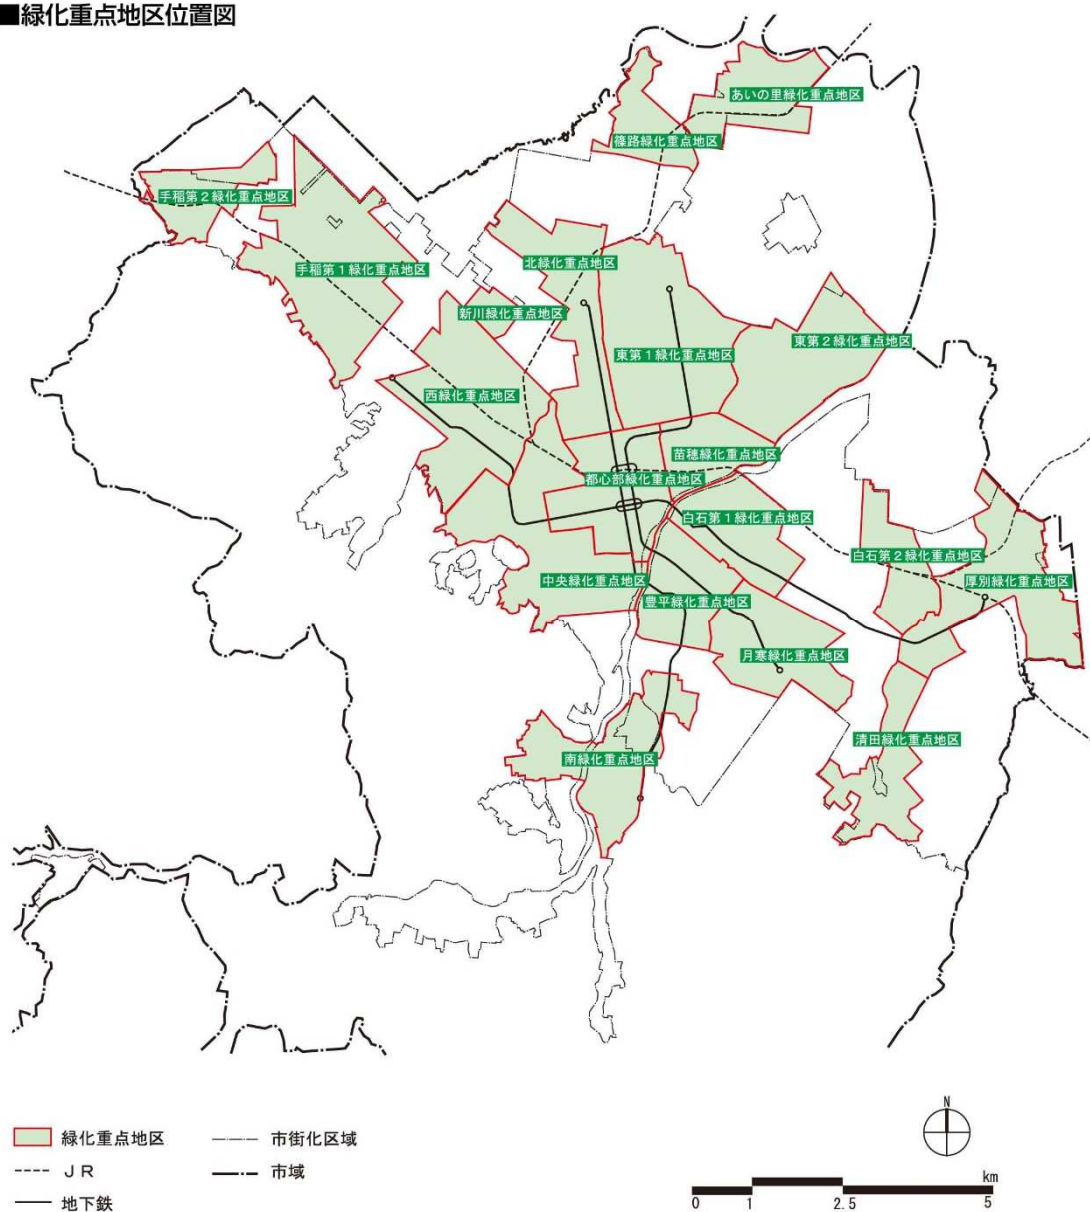 ■緑化重点地区位置図
あいの里緑化重点地区
篠路緑化重点地区
手稲第2緑化重点地区
北緑化重点地区
手稲第1緑化重点地区
新川緑化重点地区
東第2緑化重点地区
東第1緑化重点地区
西緑化重点地区
苗穂緑化重点地区
都心部緑化重点地区
白石第1緑化重点地区
白石第2緑化重点地区
中央緑化重点地区
厚別緑化重点地区
豊平緑化重点地区
月寒緑化重点地区
清田緑化重点地区
南緑化重点地区
緑化重点地区
市街化区域
JR
市域
地下鉄
N
km
0 1 2.5 5